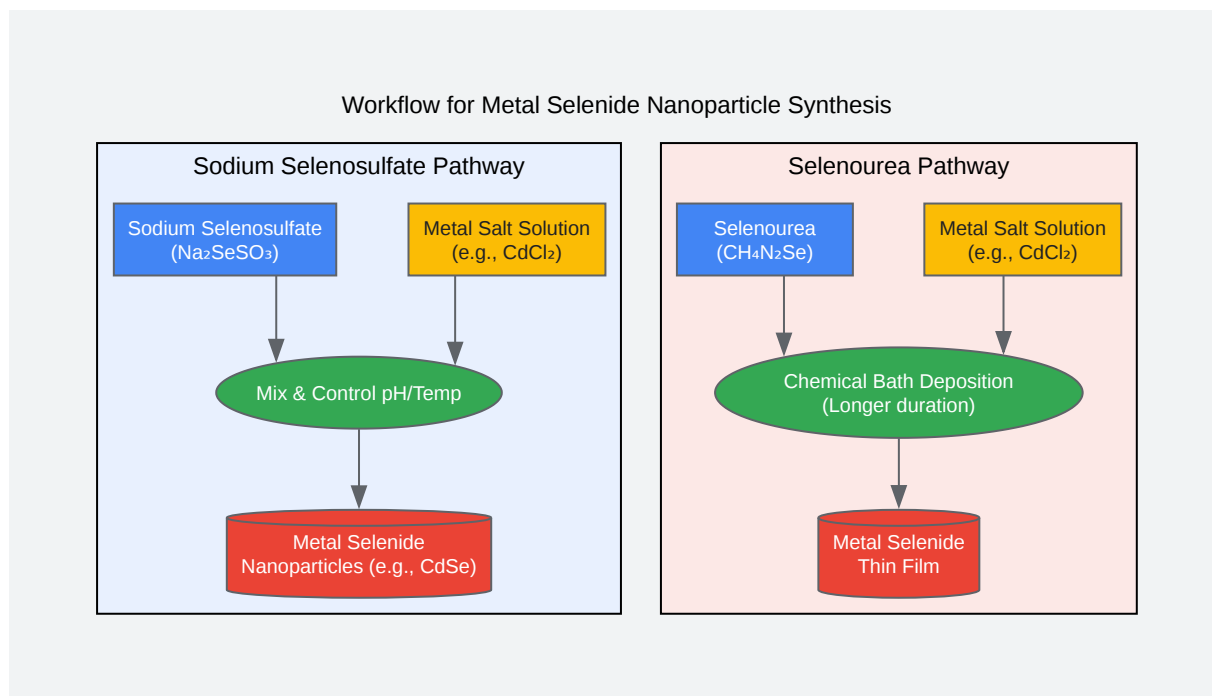 Workflow for Metal Selenide Nanoparticle Synthesis
Sodium Selenosulfate Pathway
Sodium Selenosulfate
(Na₂SeSO₃)
Metal Salt Solution
(e.g., CdCl₂)
Mix & Control pH/Temp
Metal Selenide
Nanoparticles (e.g., CdSe)
Selenourea Pathway
Selenourea
(CH₄N₂Se)
Metal Salt Solution
(e.g., CdCl₂)
Chemical Bath Deposition
(Longer duration)
Metal Selenide
Thin Film